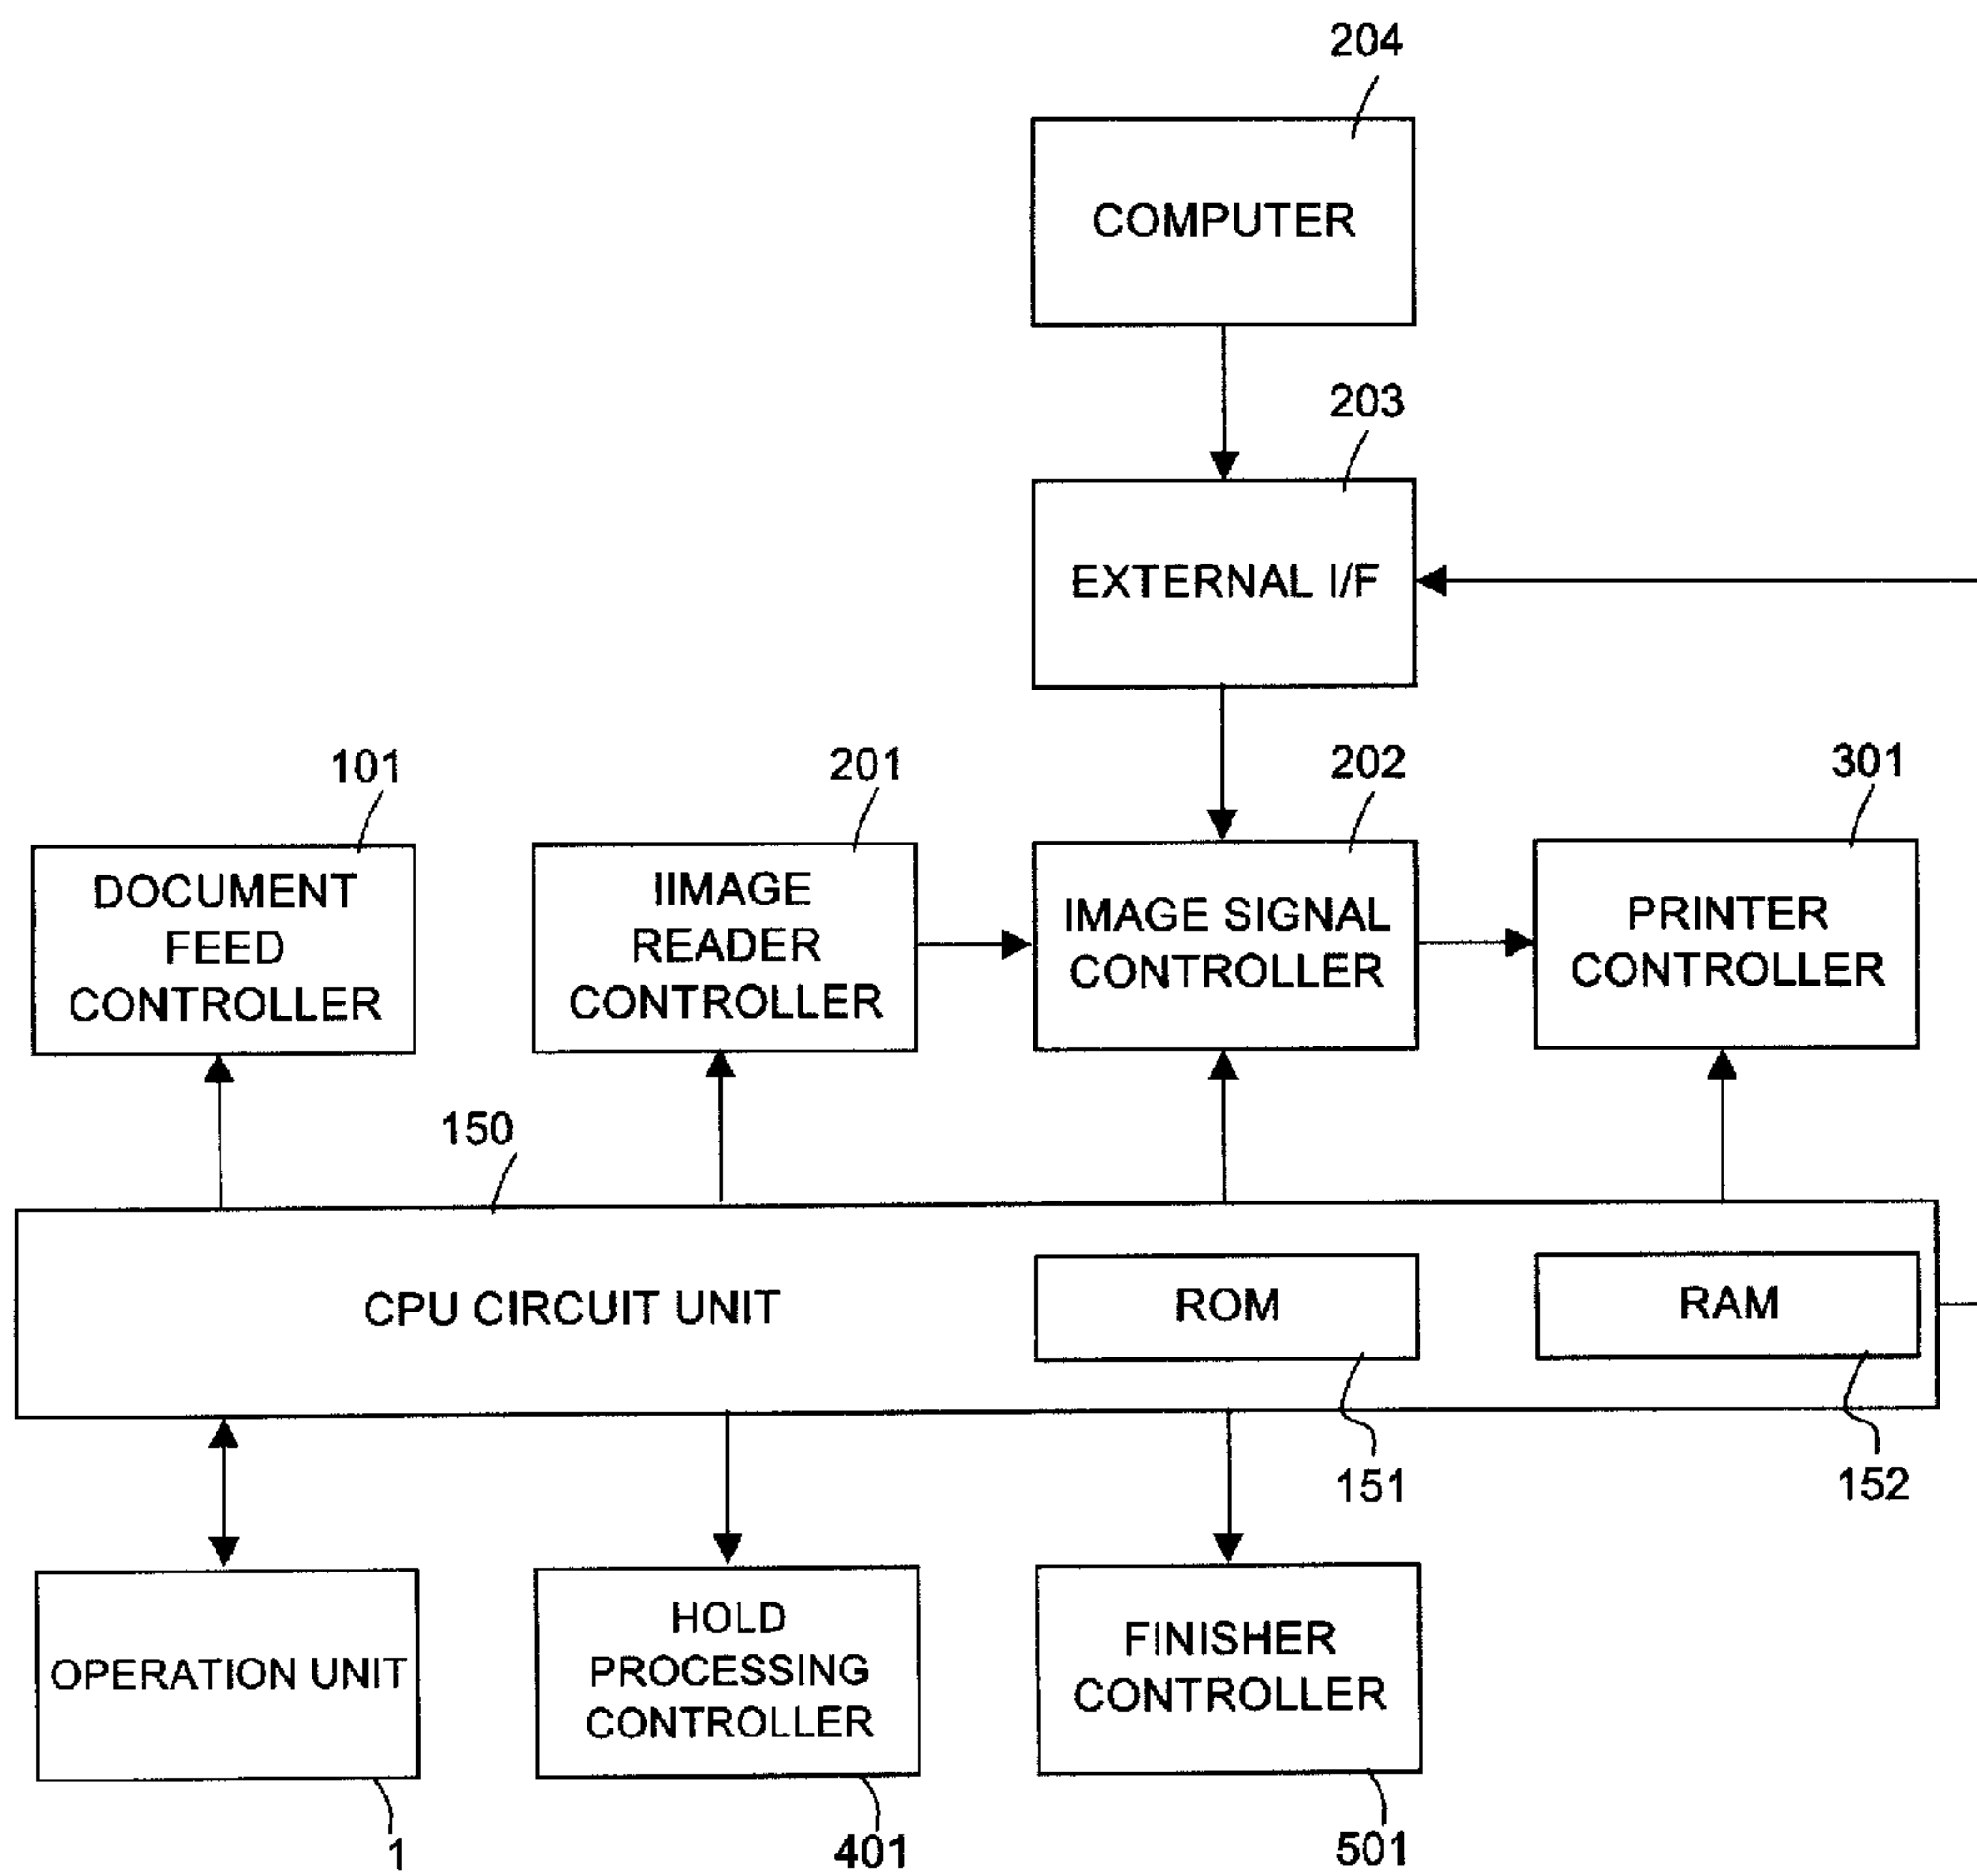 204
COMPUTER
203
EXTERNAL I/F
101
201
202
301
DOCUMENT
FEED
CONTROLLER
IIMAGE
READER
CONTROLLER
IMAGE SIGNAL
CONTROLLER
PRINTER
CONTROLLER
150
CPU CIRCUIT UNIT
ROM
RAM
151
152
OPERATION UNIT
HOLD
PROCESSING
CONTROLLER
FINISHER
CONTROLLER
1
401
501